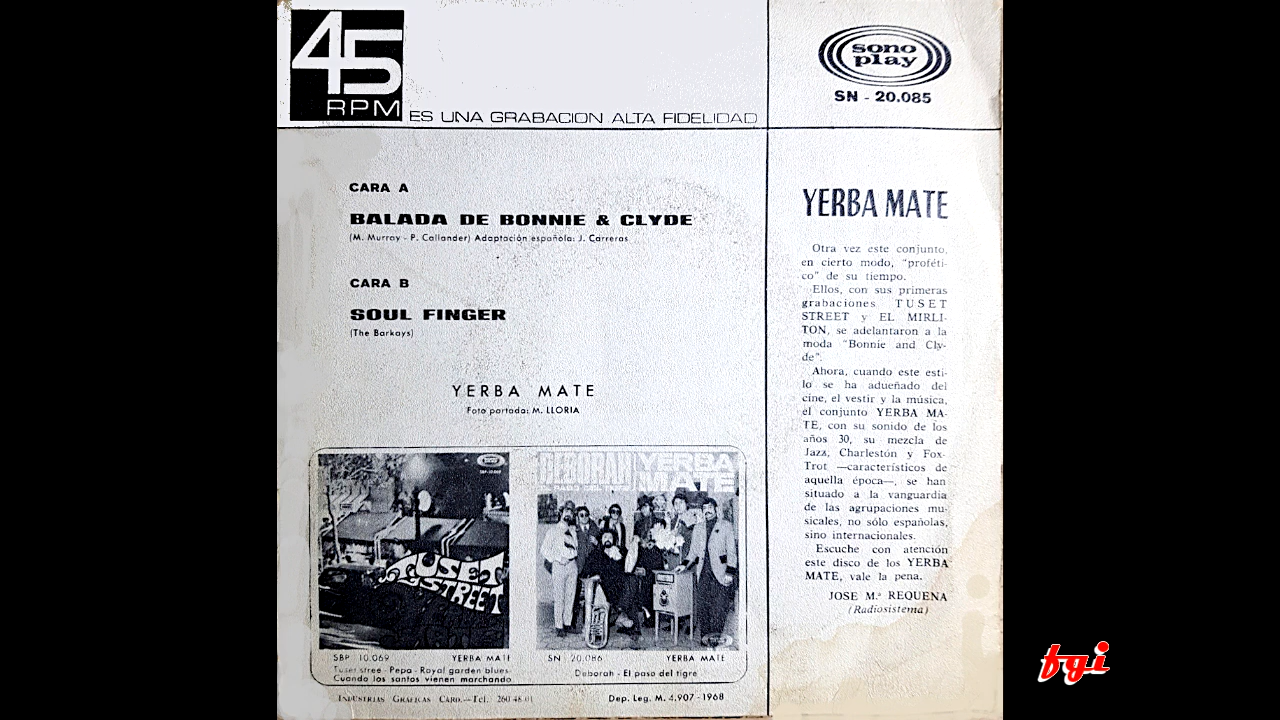 45
RPM
ES UNA GRABACION ALTA FIDELIDAD
sono
play
SN - 20.085
CARA A
BALADA DE BONNIE & CLYDE
(M. Murray - P. Callander) Adaptación española: J. Carreras
CARA B
SOUL FINGER
(The Barkays)
YERBA MATE
Foto portada: M. LLORIA
YERBA MATE
Otra vez este conjunto,
en cierto modo, "proféti-
co" de su tiempo.
Ellos, con sus primeras
grabaciones TUSET
STREET y EL MIRLI-
TON, se adelantaron a la
moda "Bonnie and Cly-
de".
Ahora, cuando este esti-
lo se ha adueñado del
cine, el vestir y la música,
el conjunto YERBA MA-
TE, con su sonido de los
años 30, su mezcla de
Jazz, Charlestón y Fox-
Trot —característicos de
aquella época—, se han
situado a la vanguardia
de las agrupaciones mu-
sicales, no sólo españolas,
sino internacionales.
Escuche con atención
este disco de los YERBA
MATE, vale la pena.
JOSE M.ª REQUENA
(Radiosistema)
TUSET
STREET
DEBORAH
YERBA
MATE
SBP 10.069 YERBA MATE
Tuset stree - Pepa - Royal garden blues
Cuando los santos vienen marchando
SN 20.086 YERBA MATE
Deborah - El paso del tigre
INDUSTRIAS GRAFICAS CARO.—Tel. 260 48 01
Dep. Leg. M. 4.907 - 1968
fgi